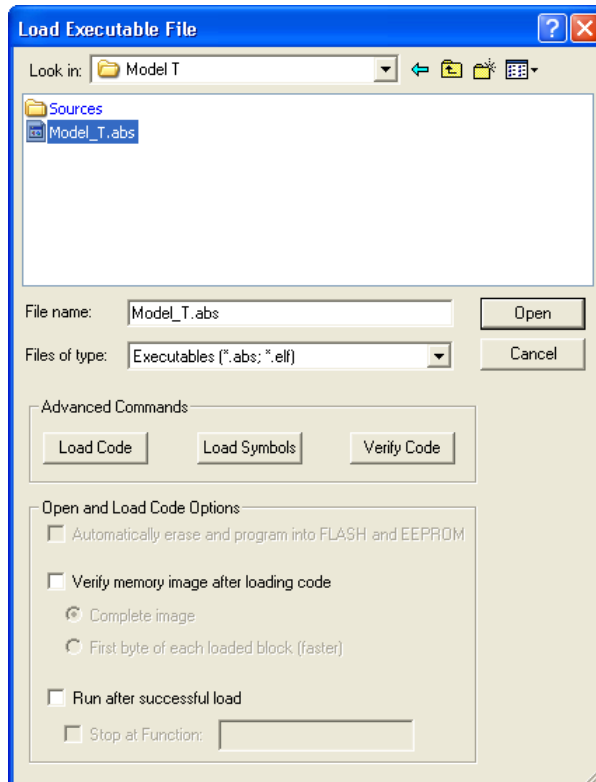 Load Executable File
Look in: Model T
Sources
Model_T.abs
File name: Model_T.abs Open
Files of type: Executables (*.abs; *.elf) Cancel
Advanced Commands
Load Code Load Symbols Verify Code
Open and Load Code Options
Automatically erase and program into FLASH and EEPROM
Verify memory image after loading code
Complete image
First byte of each loaded block (faster)
Run after successful load
Stop at Function: